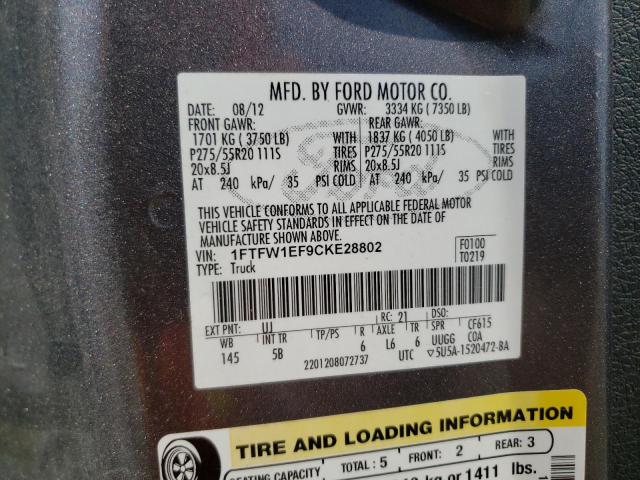 MFD. BY FORD MOTOR CO.
DATE: 08/12 GVWR: 3334 KG ( 7350 LB)
FRONT GAWR: REAR GAWR:
1701 KG ( 3750 LB) WITH 1837 KG ( 4050 LB) WITH
P275/55R20 111S TIRES P275/55R20 111S TIRES
20x8.5J RIMS 20x8.5J RIMS
AT 240 kPa/ 35 PSI COLD AT 240 kPa/ 35 PSI COLD
Ford
THIS VEHICLE CONFORMS TO ALL APPLICABLE FEDERAL MOTOR
VEHICLE SAFETY STANDARDS IN EFFECT ON THE DATE OF
MANUFACTURE SHOWN ABOVE.
VIN: 1FTFW1EF9CKE28802 F0100
TYPE: Truck T0219
EXT PNT: UJ RC: 21 DSO:
WB INT TR TP/PS R AXLE TR SPR CF615
145 5B 6 L6 6 UUGG COA
2201208072737 UTC ▽5U5A-1520472-BA
TIRE AND LOADING INFORMATION
SEATING CAPACITY TOTAL : 5 FRONT: 2 REAR: 3
kg or 1411 lbs.